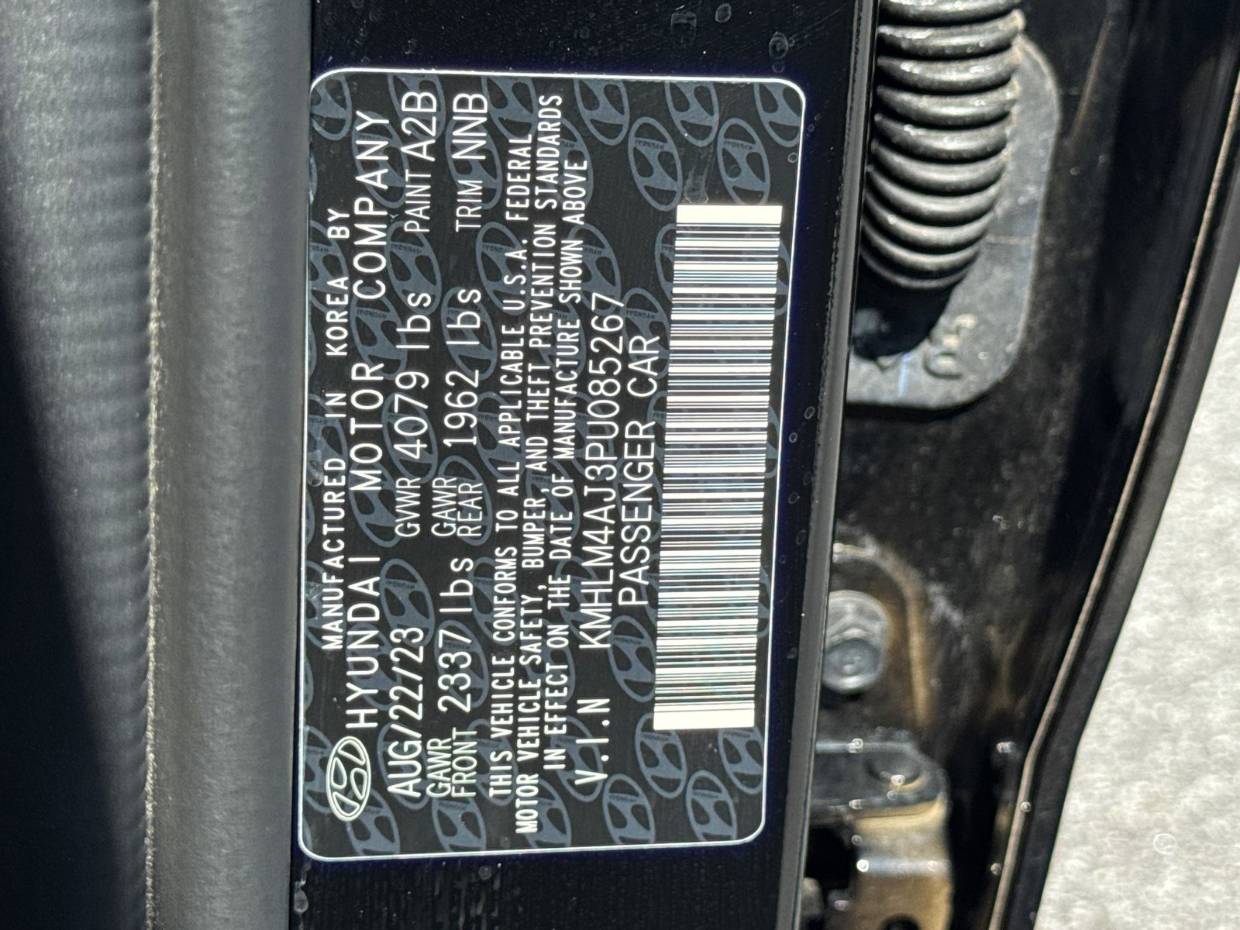 MANUFACTURED IN KOREA BY
HYUNDAI MOTOR COMPANY
AUG/22/23 GVWR 4079 lbs PAINT A2B
GAWR FRONT 2337 lbs GAWR REAR 1962 lbs TRIM NNB
THIS VEHICLE CONFORMS TO ALL APPLICABLE U.S.A. FEDERAL
MOTOR VEHICLE SAFETY, BUMPER, AND THEFT PREVENTION STANDARDS
IN EFFECT ON THE DATE OF MANUFACTURE SHOWN ABOVE
V.I.N KMHLM4AJ3PU085267
PASSENGER CAR